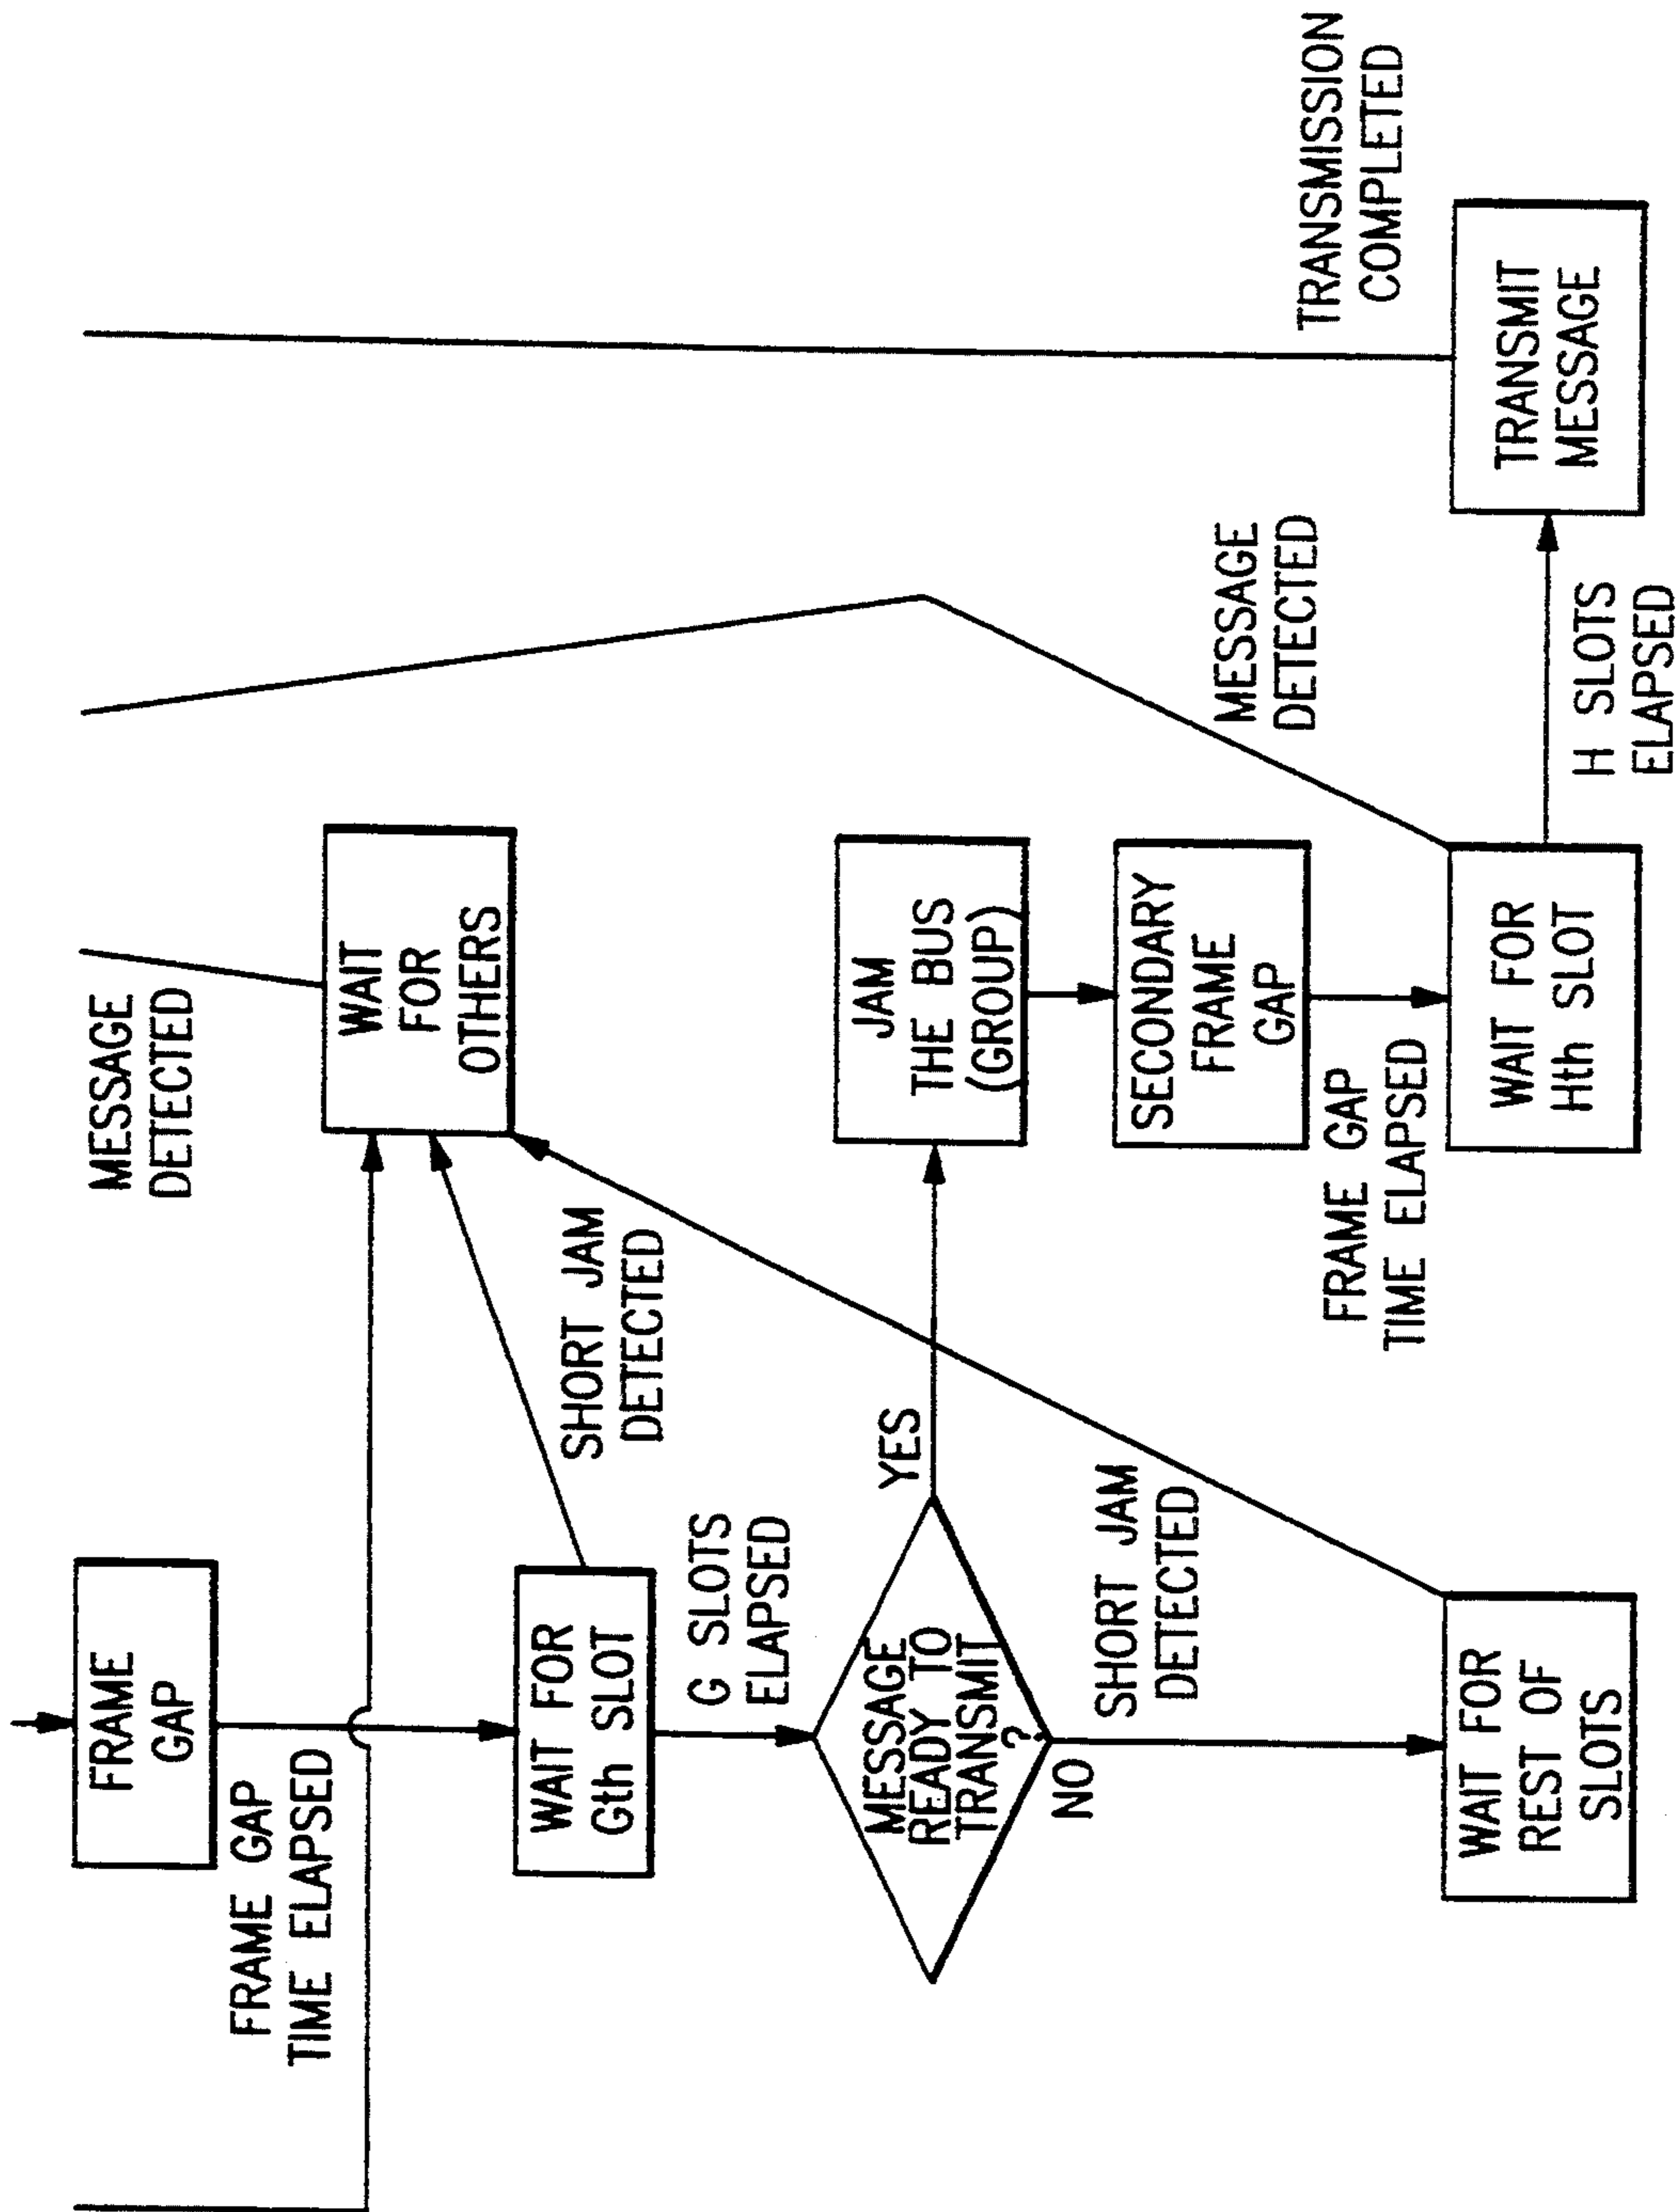 FRAME
GAP
FRAME GAP
TIME ELAPSED
MESSAGE
DETECTED
WAIT
FOR
OTHERS
WAIT FOR
Gth SLOT
SHORT JAM
DETECTED
G SLOTS
ELAPSED
MESSAGE
READY TO
TRANSMIT
?
YES
NO
JAM
THE BUS
(GROUP)
SHORT JAM
DETECTED
SECONDARY
FRAME
GAP
FRAME GAP
TIME ELAPSED
WAIT FOR
REST OF
SLOTS
WAIT FOR
Hth SLOT
MESSAGE
DETECTED
H SLOTS
ELAPSED
TRANSMIT
MESSAGE
TRANSMISSION
COMPLETED